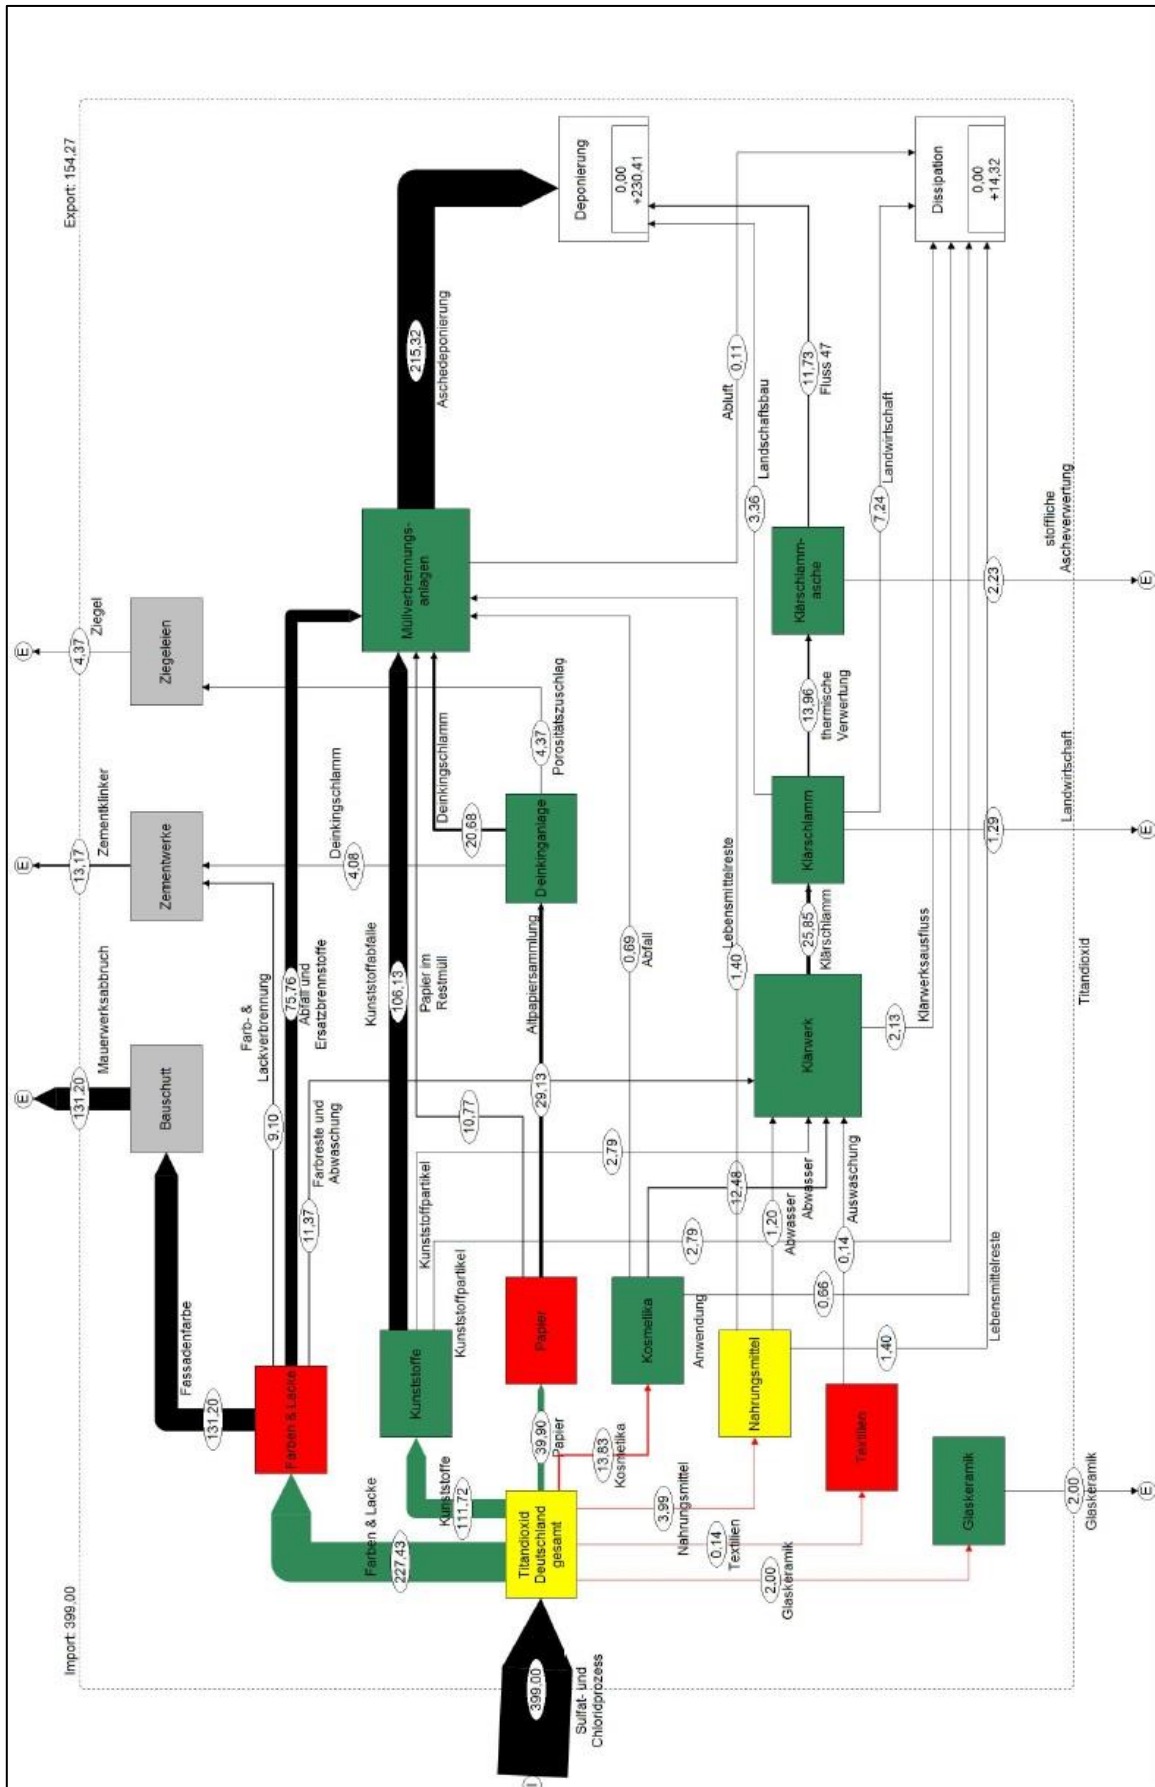 Import: 399,00
Export: 154,27
E
131,20
Mauerwerksabbruch
E
13,17
Zementklinker
E
4,37
Ziegel
Bauschutt
Zementwerke
Ziegeleien
Fassadenfarbe
131,20
Farb- &
Lackverbrennung
9,10
75,76
Abfall und
Ersatzbrennstoffe
Farbreste und
Abwaschung
11,37
Farben & Lacke
Farben & Lacke
227,43
Deinkingschlamm
4,08
Kunststoffabfälle
106,13
Papier im
Restmüll
10,77
Deinkingschlamm
20,68
4,37
Porositätszuschlag
Müllverbrennungs-
anlagen
215,32
Aschedeponierung
Kunststoffe
Kunststoffe
111,72
Kunststoffpartikel
2,79
Kunststoffpartikel
2,79
Altpapiersammlung
29,13
Deinkinganlage
Papier
39,90
Papier
399,00
Sulfat- und
Chloridprozess
I
Titandioxid
Deutschland
gesamt
Deponierung
0,00
+230,41
13,83
Kosmetika
Kosmetika
0,69
Abfall
12,48
Abwasser
Anwendung
0,66
Lebensmittelreste
1,40
Abluft
0,11
Nahrungsmittel
3,99
Nahrungsmittel
1,20
Abwasser
Landschaftsbau
3,36
Klärwerk
25,85
Klärschlamm
Klärschlamm
13,96
thermische
Verwertung
Klärschlamm-
asche
11,73
Fluss 47
0,14
Textilien
Textilien
0,14
Auswaschung
1,40
Lebensmittelreste
2,13
Klärwerksausfluss
7,24
Landwirtschaft
Dissipation
0,00
+14,32
2,00
Glaskeramik
Glaskeramik
2,00
Glaskeramik
E
1,29
Landwirtschaft
E
2,23
stoffliche
Ascheverwertung
E
Titandioxid